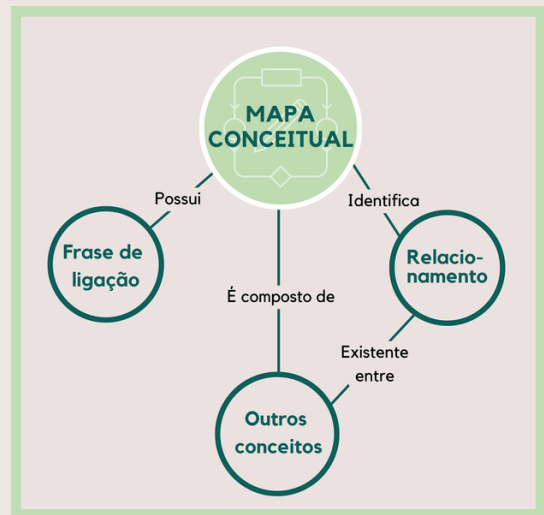 MAPA
CONCEITUAL
Possui
Identifica
Frase de
ligação
Relacio-
namento
É composto de
Existente
entre
Outros
conceitos